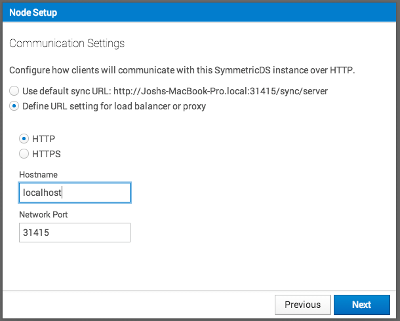 Node Setup
Communication Settings
Configure how clients will communicate with this SymmetricDS instance over HTTP.
Use default sync URL: http://Joshs-MacBook-Pro.local:31415/sync/server
Define URL setting for load balancer or proxy
HTTP
HTTPS
Hostname
localhost
Network Port
31415
Previous Next